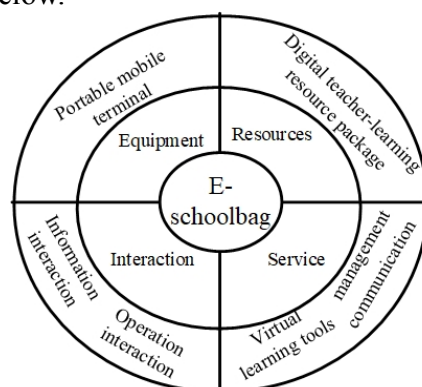 elow.
Portable mobile
terminal
Digital teacher-learning
resource package
Equipment
Resources
E-
schoolbag
Interaction
Service
Information
interaction
Operation
interaction
Virtual
learning tools
management
communication